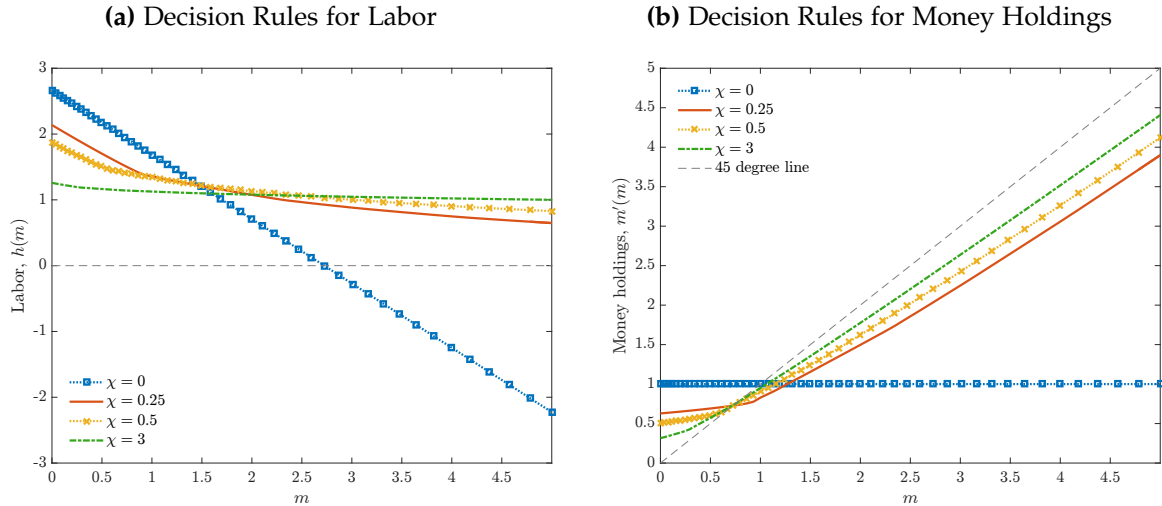 (a) Decision Rules for Labor
3
2
1
0
-1
-2
-3
Labor, h(m)
χ = 0
χ = 0.25
χ = 0.5
χ = 3
0 0.5 1 1.5 2 2.5 3 3.5 4 4.5
m
(b) Decision Rules for Money Holdings
5
4.5
4
3.5
3
2.5
2
1.5
1
0.5
0
Money holdings, m′(m)
χ = 0
χ = 0.25
χ = 0.5
χ = 3
45 degree line
0 0.5 1 1.5 2 2.5 3 3.5 4 4.5
m